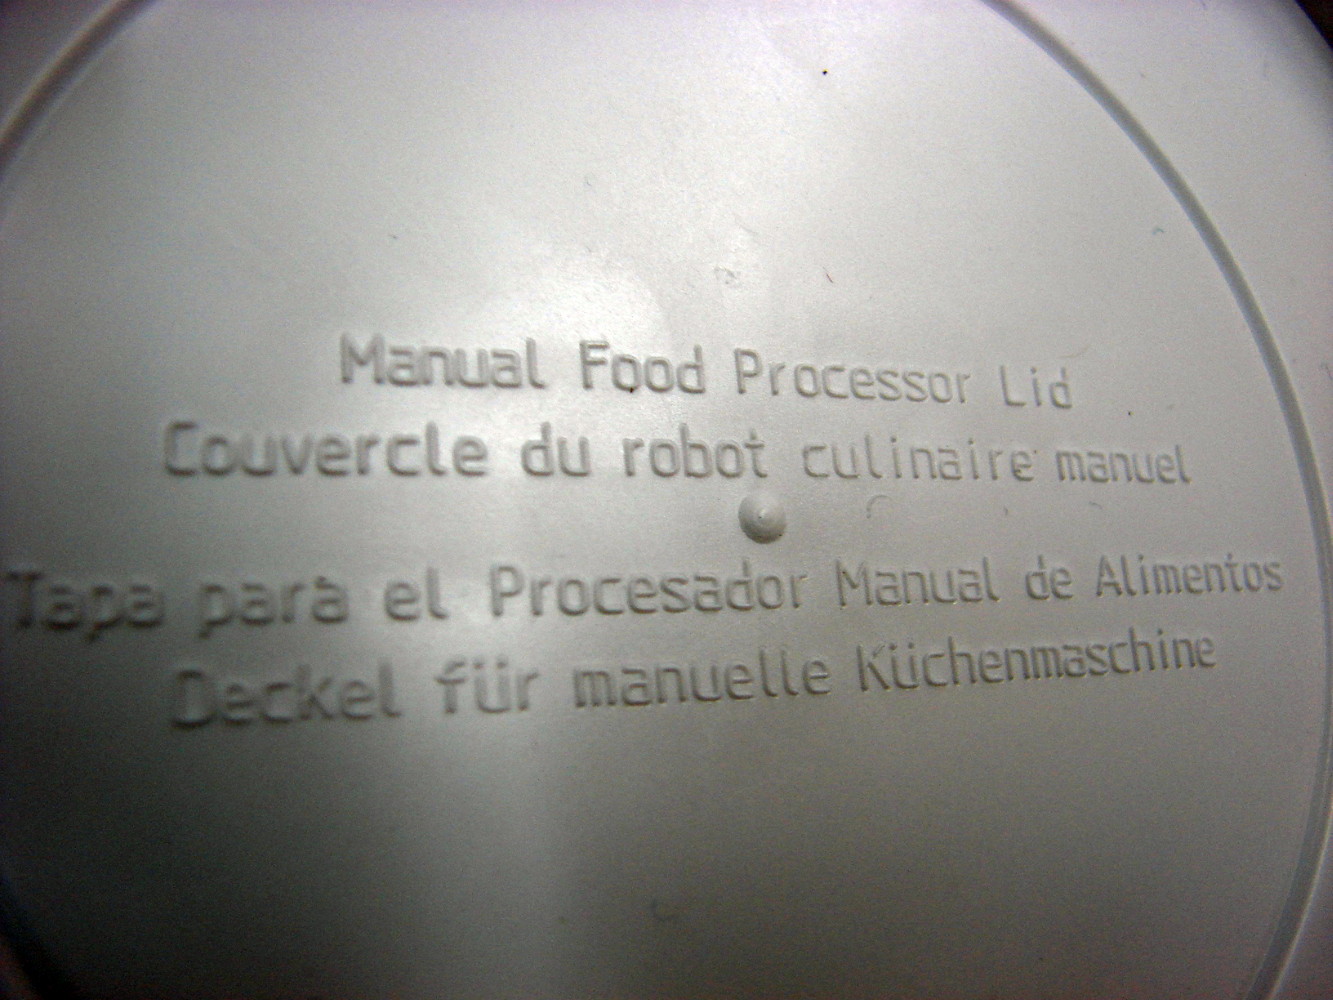 Manual Food Processor Lid
Couvercle du robot culinaire manuel
Tapa para el Procesador Manual de Alimentos
Deckel für manuelle Küchenmaschine